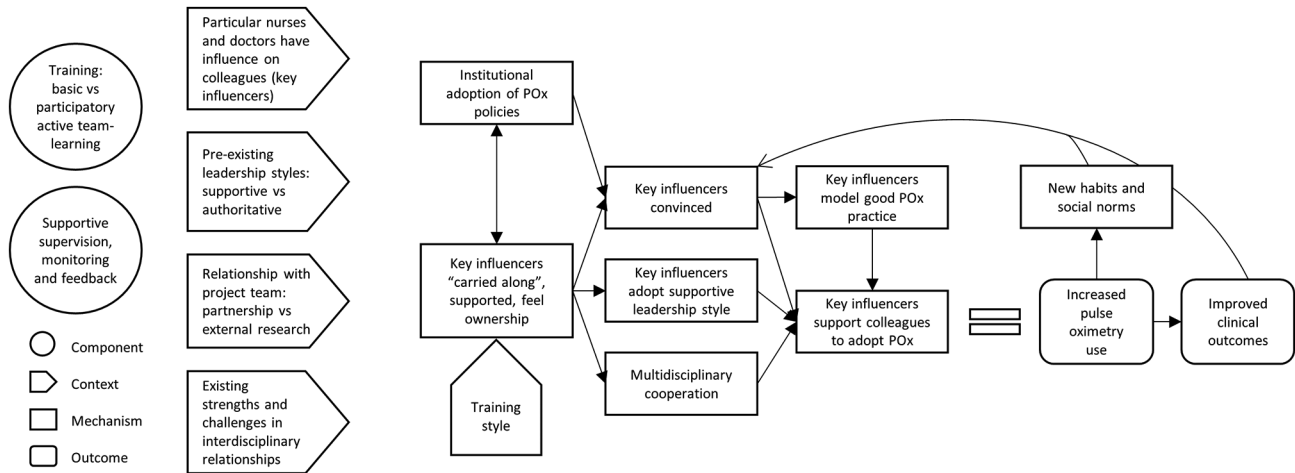 Training:
basic vs
participatory
active team-
learning
Supportive
supervision,
monitoring
and feedback
Component
Context
Mechanism
Outcome
Particular nurses
and doctors have
influence on
colleagues (key
influencers)
Pre-existing
leadership styles:
supportive vs
authoritative
Relationship with
project team:
partnership vs
external research
Existing
strengths and
challenges in
interdisciplinary
relationships
Institutional
adoption of POx
policies
Key influencers
“carried along”,
supported, feel
ownership
Training
style
Key influencers
convinced
Key influencers
adopt supportive
leadership style
Multidisciplinary
cooperation
Key influencers
model good POx
practice
Key influencers
support colleagues
to adopt POx
New habits and
social norms
Increased
pulse
oximetry
use
Improved
clinical
outcomes